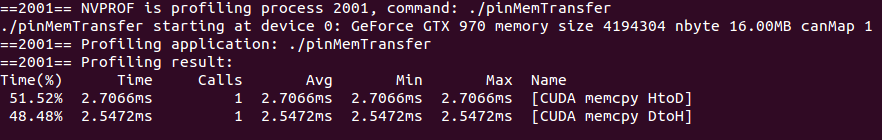 ==2001== NVPROF is profiling process 2001, command: ./pinMemTransfer
./pinMemTransfer starting at device 0: GeForce GTX 970 memory size 4194304 nbyte 16.00MB canMap 1
==2001== Profiling application: ./pinMemTransfer
==2001== Profiling result:
Time(%) Time Calls Avg Min Max Name
51.52% 2.7066ms 1 2.7066ms 2.7066ms 2.7066ms [CUDA memcpy HtoD]
48.48% 2.5472ms 1 2.5472ms 2.5472ms 2.5472ms [CUDA memcpy DtoH]